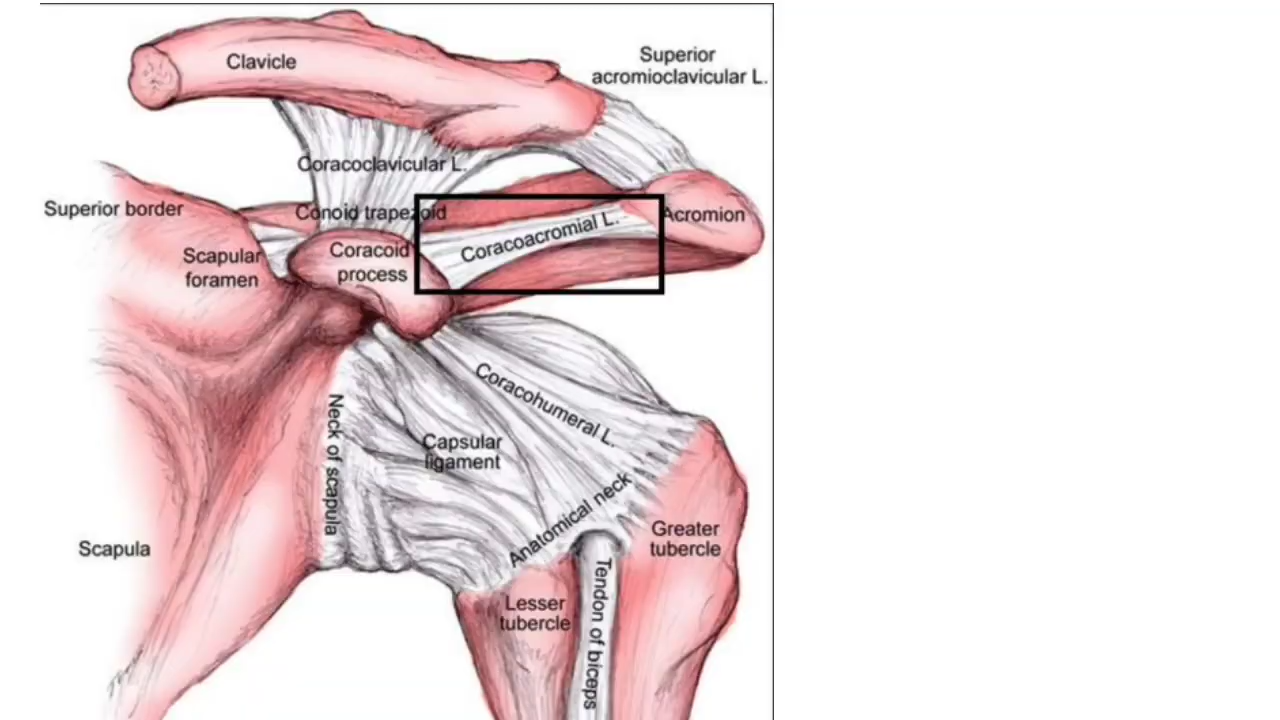 Clavicle
Superior
acromioclavicular L.
Coracoclavicular L.
Superior border
Conoid trapezoid
Acromion
Coracoacromial L.
Scapular
foramen
Coracoid
process
Coracohumeral L.
Neck of scapula
Capsular
ligament
Anatomical neck
Greater
tubercle
Scapula
Tendon of biceps
Lesser
tubercle